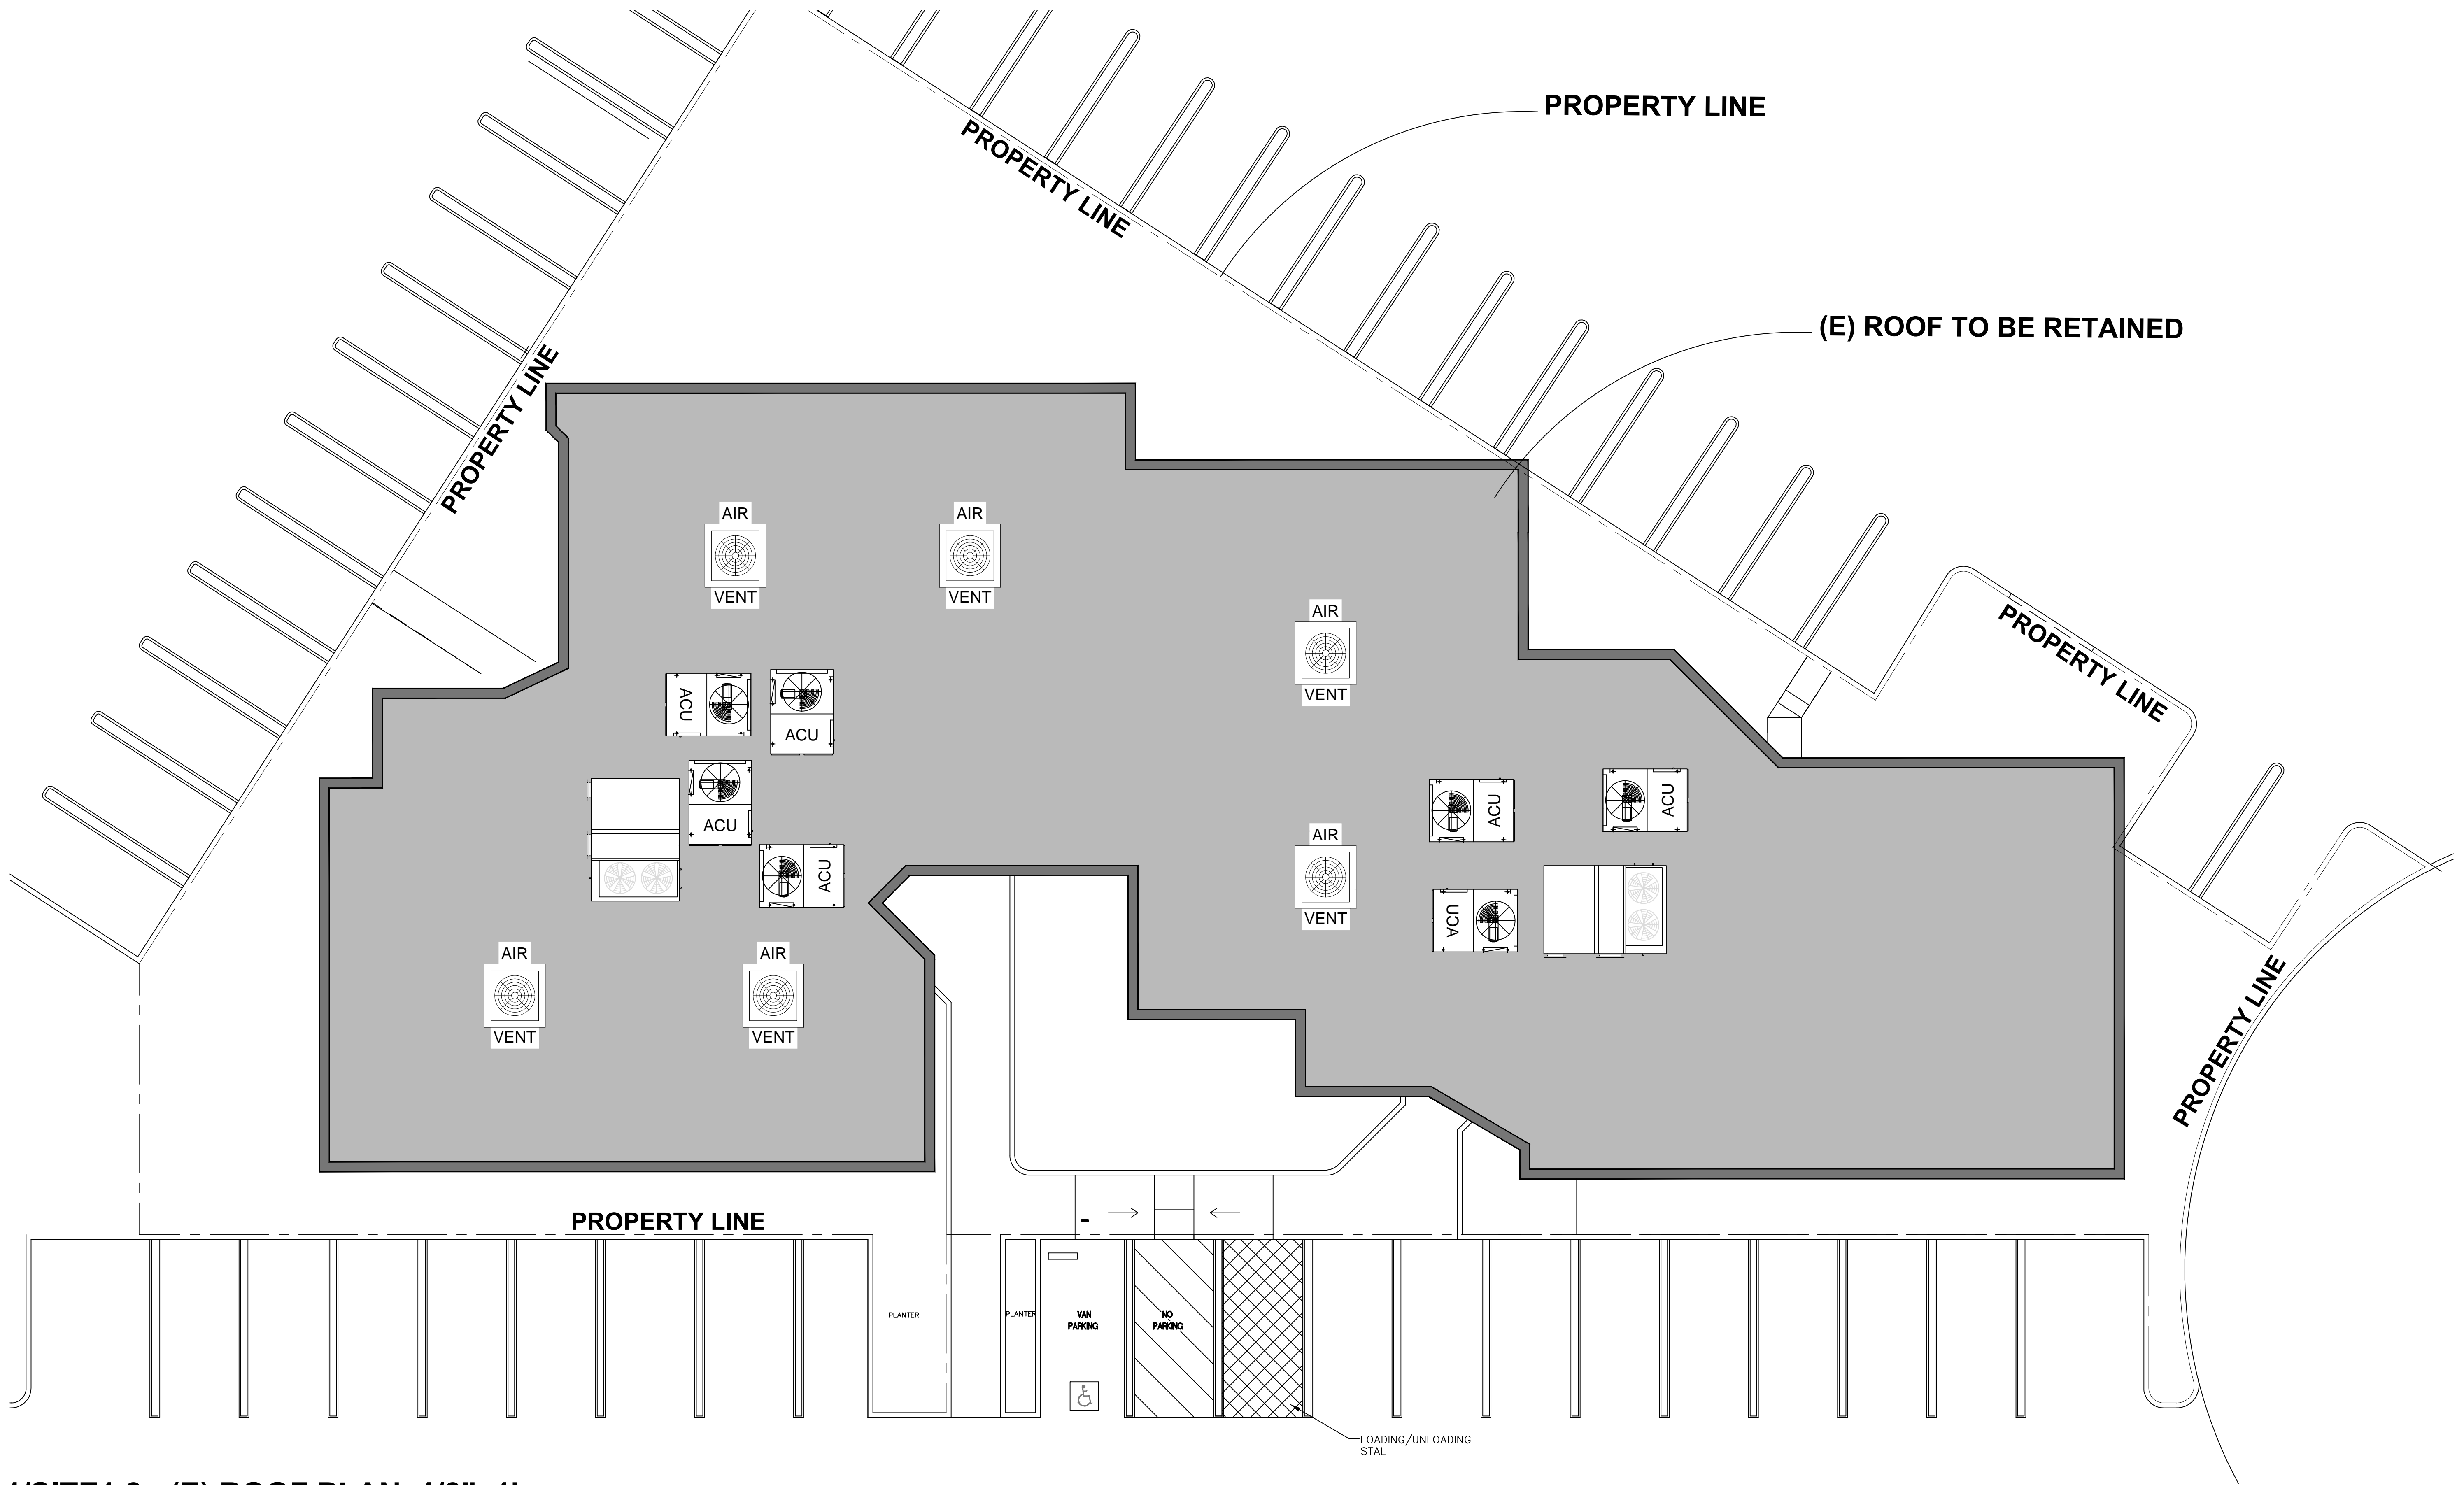 PROPERTY LINE
PROPERTY LINE
(E) ROOF TO BE RETAINED
PROPERTY LINE
AIR
VENT
AIR
VENT
AIR
VENT
PROPERTY LINE
ACU
ACU
ACU
ACU
ACU
ACU
AIR
VENT
ACU
AIR
VENT
AIR
VENT
PROPERTY LINE
PROPERTY LINE
-
PLANTER
PLANTER
VAN
PARKING
NO
PARKING
LOADING/UNLOADING
STAL
(E) ROOF PLAN